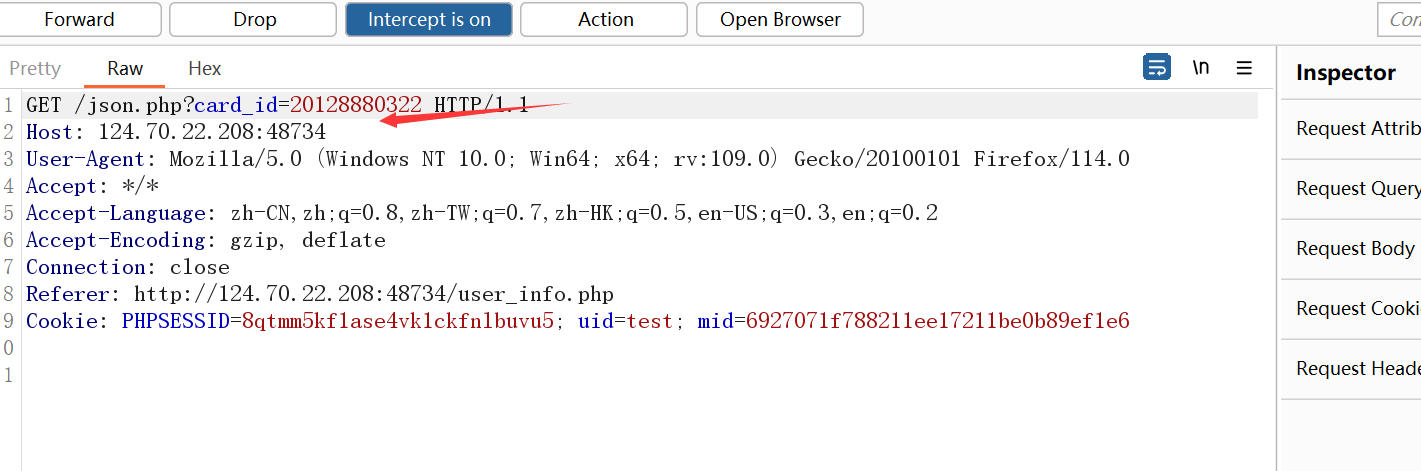 Forward Drop Intercept is on Action Open Browser
Pretty Raw Hex \n Inspector
1 GET /json.php?card_id=20128880322 HTTP/1.1
2 Host: 124.70.22.208:48734
3 User-Agent: Mozilla/5.0 (Windows NT 10.0; Win64; x64; rv:109.0) Gecko/20100101 Firefox/114.0
4 Accept: */*
5 Accept-Language: zh-CN,zh;q=0.8,zh-TW;q=0.7,zh-HK;q=0.5,en-US;q=0.3,en;q=0.2
6 Accept-Encoding: gzip, deflate
7 Connection: close
8 Referer: http://124.70.22.208:48734/user_info.php
9 Cookie: PHPSESSID=8qtmm5kf1ase4vk1ckfnlbuvu5; uid=test; mid=6927071f788211ee17211be0b89ef1e6
0
1
Request Attrib
Request Query
Request Body
Request Cooki
Request Heade